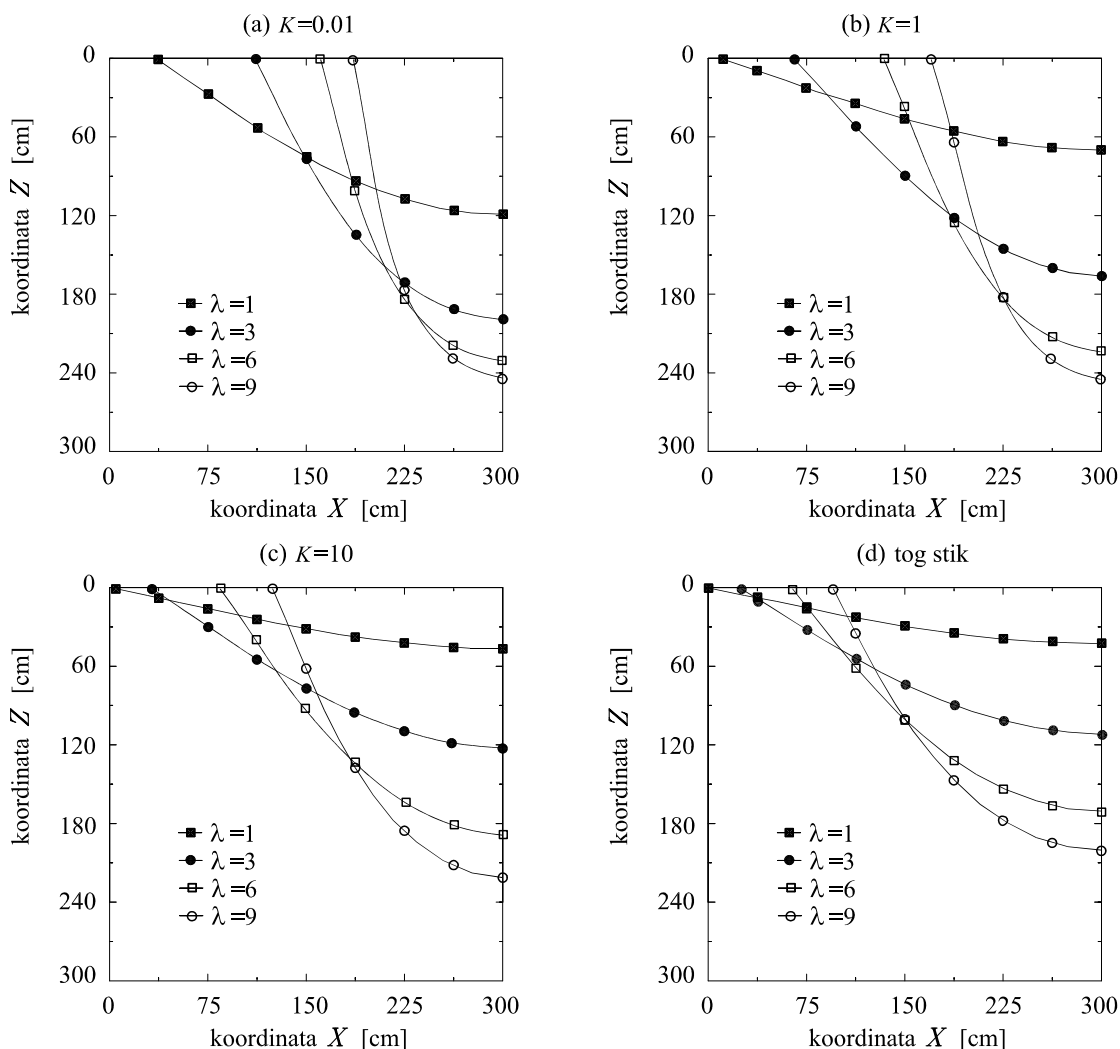 (a) K=0.01
0
60
120
180
240
300
koordinata Z [cm]
λ=1
λ=3
λ=6
λ=9
0 75 150 225 300
koordinata X [cm]
(b) K=1
0
60
120
180
240
300
koordinata Z [cm]
λ=1
λ=3
λ=6
λ=9
0 75 150 225 300
koordinata X [cm]
(c) K=10
0
60
120
180
240
300
koordinata Z [cm]
λ=1
λ=3
λ=6
λ=9
0 75 150 225 300
koordinata X [cm]
(d) tog stik
0
60
120
180
240
300
koordinata Z [cm]
λ=1
λ=3
λ=6
λ=9
0 75 150 225 300
koordinata X [cm]